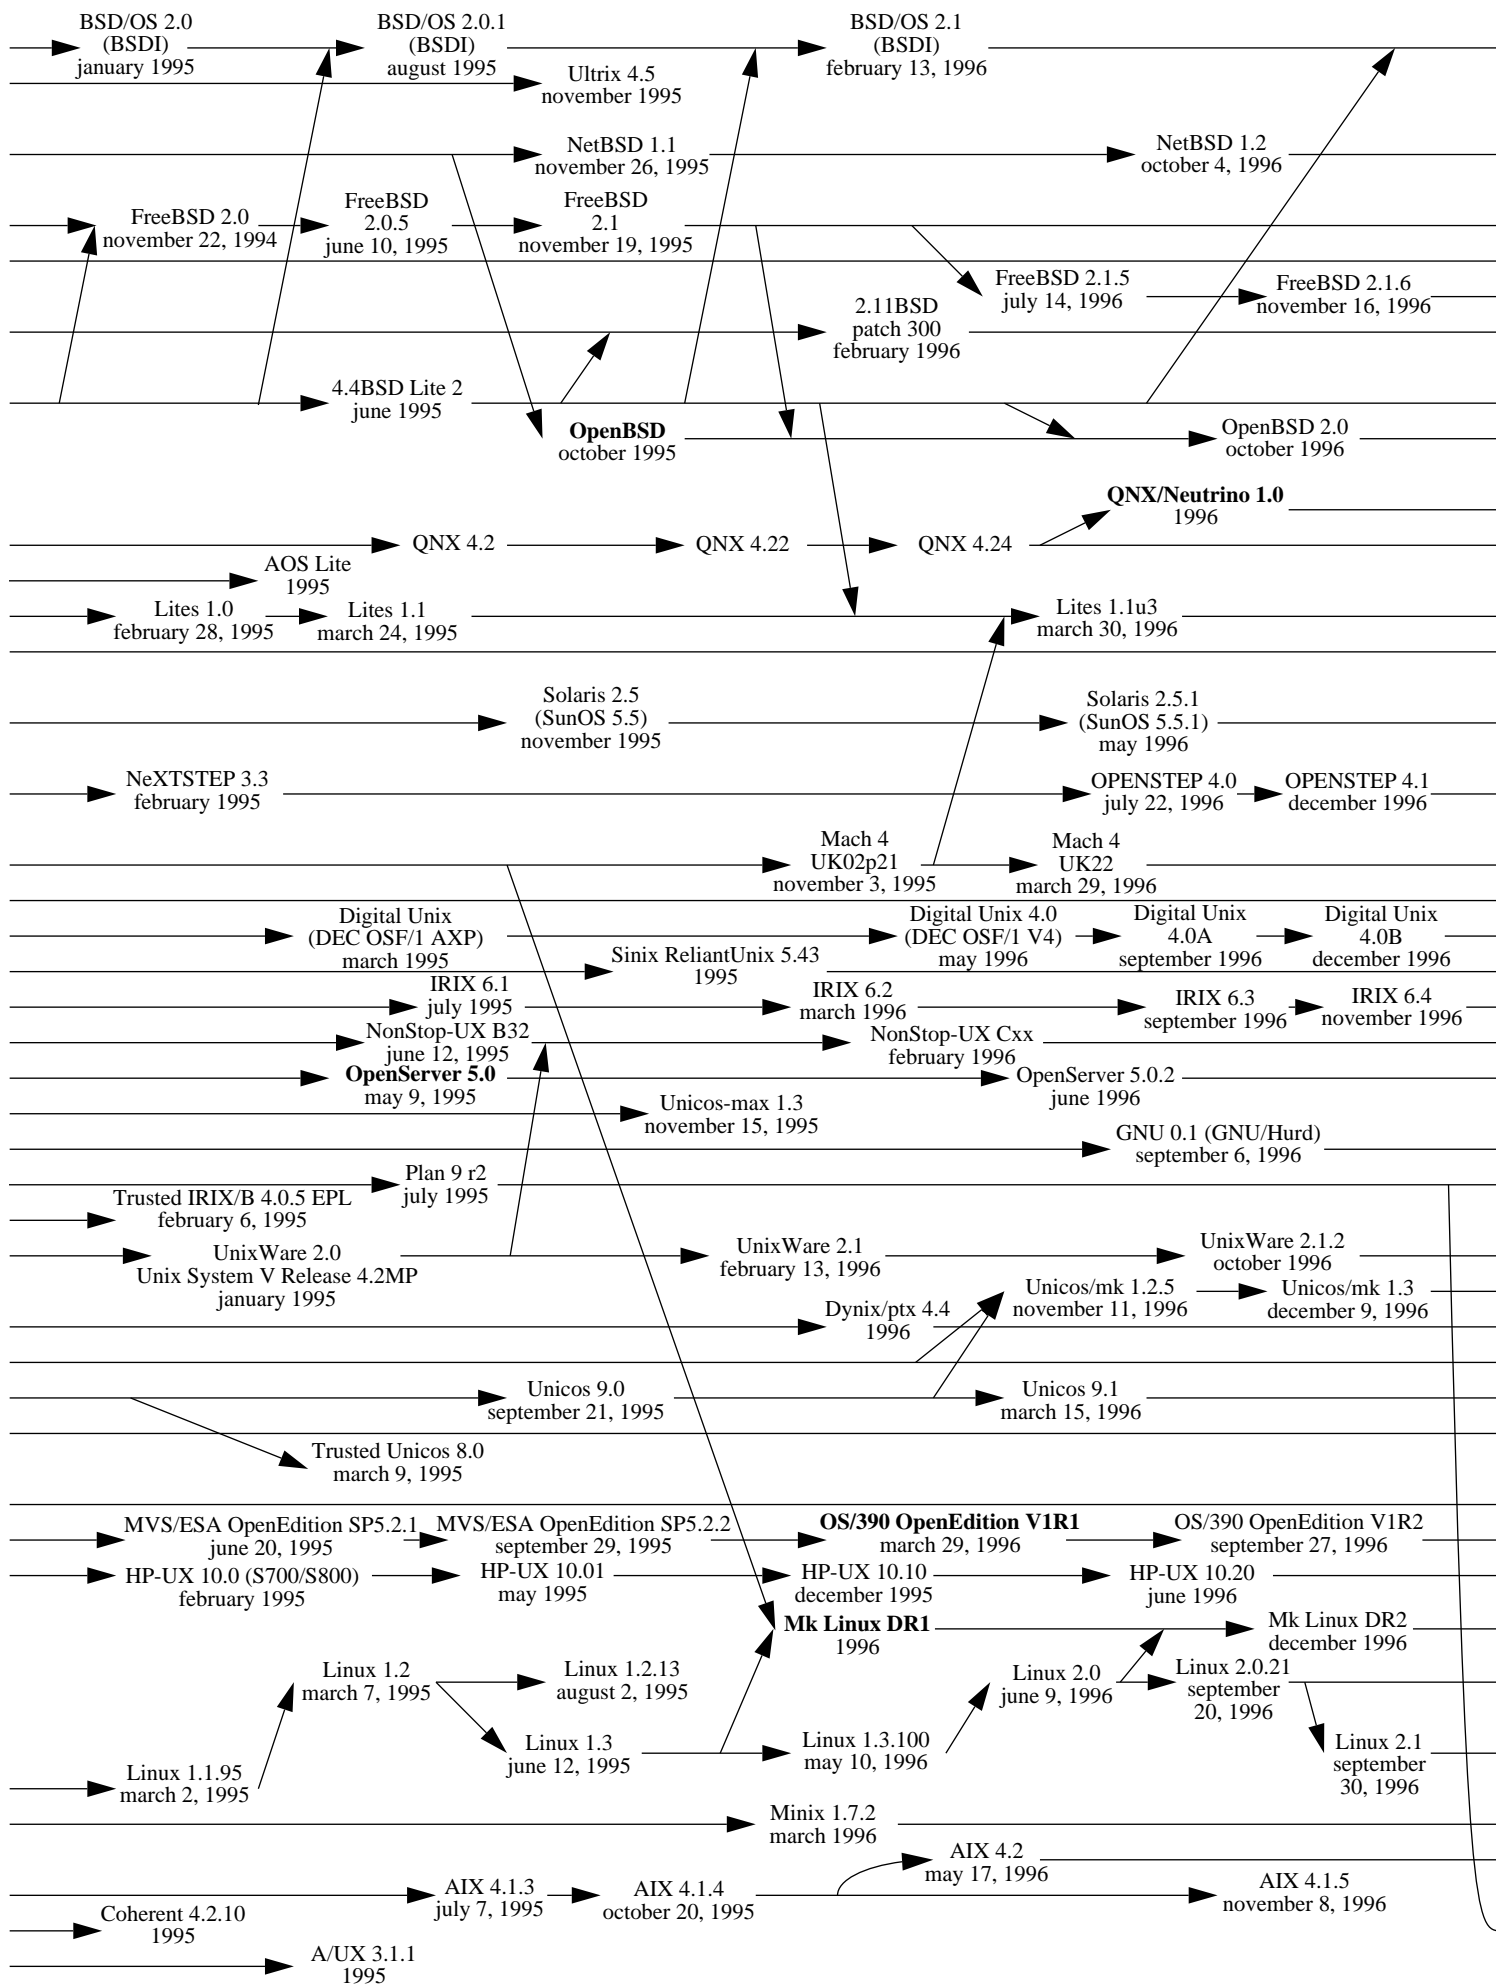 BSD/OS 2.0
(BSDI)
january 1995
BSD/OS 2.0.1
(BSDI)
august 1995
BSD/OS 2.1
(BSDI)
february 13, 1996
Ultrix 4.5
november 1995
NetBSD 1.1
november 26, 1995
NetBSD 1.2
october 4, 1996
FreeBSD 2.0
november 22, 1994
FreeBSD
2.0.5
june 10, 1995
FreeBSD
2.1
november 19, 1995
FreeBSD 2.1.5
july 14, 1996
FreeBSD 2.1.6
november 16, 1996
2.11BSD
patch 300
february 1996
4.4BSD Lite 2
june 1995
OpenBSD
october 1995
OpenBSD 2.0
october 1996
QNX/Neutrino 1.0
1996
QNX 4.2
QNX 4.22
QNX 4.24
AOS Lite
1995
Lites 1.0
february 28, 1995
Lites 1.1
march 24, 1995
Lites 1.1u3
march 30, 1996
Solaris 2.5
(SunOS 5.5)
november 1995
Solaris 2.5.1
(SunOS 5.5.1)
may 1996
NeXTSTEP 3.3
february 1995
OPENSTEP 4.0
july 22, 1996
OPENSTEP 4.1
december 1996
Mach 4
UK02p21
november 3, 1995
Mach 4
UK22
march 29, 1996
Digital Unix
(DEC OSF/1 AXP)
march 1995
Digital Unix 4.0
(DEC OSF/1 V4)
may 1996
Digital Unix
4.0A
september 1996
Digital Unix
4.0B
december 1996
Sinix ReliantUnix 5.43
1995
IRIX 6.1
july 1995
IRIX 6.2
march 1996
IRIX 6.3
september 1996
IRIX 6.4
november 1996
NonStop-UX B32
june 12, 1995
NonStop-UX Cxx
february 1996
OpenServer 5.0
may 9, 1995
OpenServer 5.0.2
june 1996
Unicos-max 1.3
november 15, 1995
GNU 0.1 (GNU/Hurd)
september 6, 1996
Plan 9 r2
july 1995
Trusted IRIX/B 4.0.5 EPL
february 6, 1995
UnixWare 2.0
Unix System V Release 4.2MP
january 1995
UnixWare 2.1
february 13, 1996
UnixWare 2.1.2
october 1996
Unicos/mk 1.2.5
november 11, 1996
Unicos/mk 1.3
december 9, 1996
Dynix/ptx 4.4
1996
Unicos 9.0
september 21, 1995
Unicos 9.1
march 15, 1996
Trusted Unicos 8.0
march 9, 1995
MVS/ESA OpenEdition SP5.2.1
june 20, 1995
MVS/ESA OpenEdition SP5.2.2
september 29, 1995
OS/390 OpenEdition V1R1
march 29, 1996
OS/390 OpenEdition V1R2
september 27, 1996
HP-UX 10.0 (S700/S800)
february 1995
HP-UX 10.01
may 1995
HP-UX 10.10
december 1995
HP-UX 10.20
june 1996
Mk Linux DR1
1996
Mk Linux DR2
december 1996
Linux 1.2
march 7, 1995
Linux 1.2.13
august 2, 1995
Linux 2.0
june 9, 1996
Linux 2.0.21
september
20, 1996
Linux 1.3
june 12, 1995
Linux 1.3.100
may 10, 1996
Linux 2.1
september
30, 1996
Linux 1.1.95
march 2, 1995
Minix 1.7.2
march 1996
AIX 4.2
may 17, 1996
AIX 4.1.3
july 7, 1995
AIX 4.1.4
october 20, 1995
AIX 4.1.5
november 8, 1996
Coherent 4.2.10
1995
A/UX 3.1.1
1995